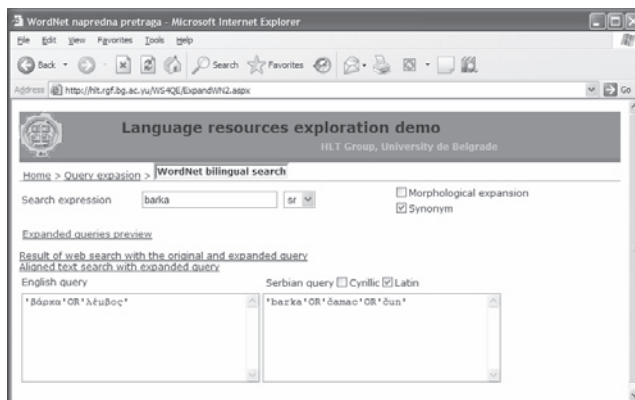 WordNet napredna pretraga - Microsoft Internet Explorer
File Edit View Favorites Tools Help
Back Search Favorites
Address http://hlt.rgf.bg.ac.yu/WS4QE/ExpandWN2.aspx Go
Language resources exploration demo
HLT Group, University de Belgrade
Home > Query expasion > WordNet bilingual search
Search expression barka sr Morphological expansion
Synonym
Expanded queries preview
Result of web search with the original and expanded query
Aligned text search with expanded query
English query Serbian query Cyrillic Latin
'βάρκα'OR'λέμβος' 'barka'OR'čamac'OR'čun'